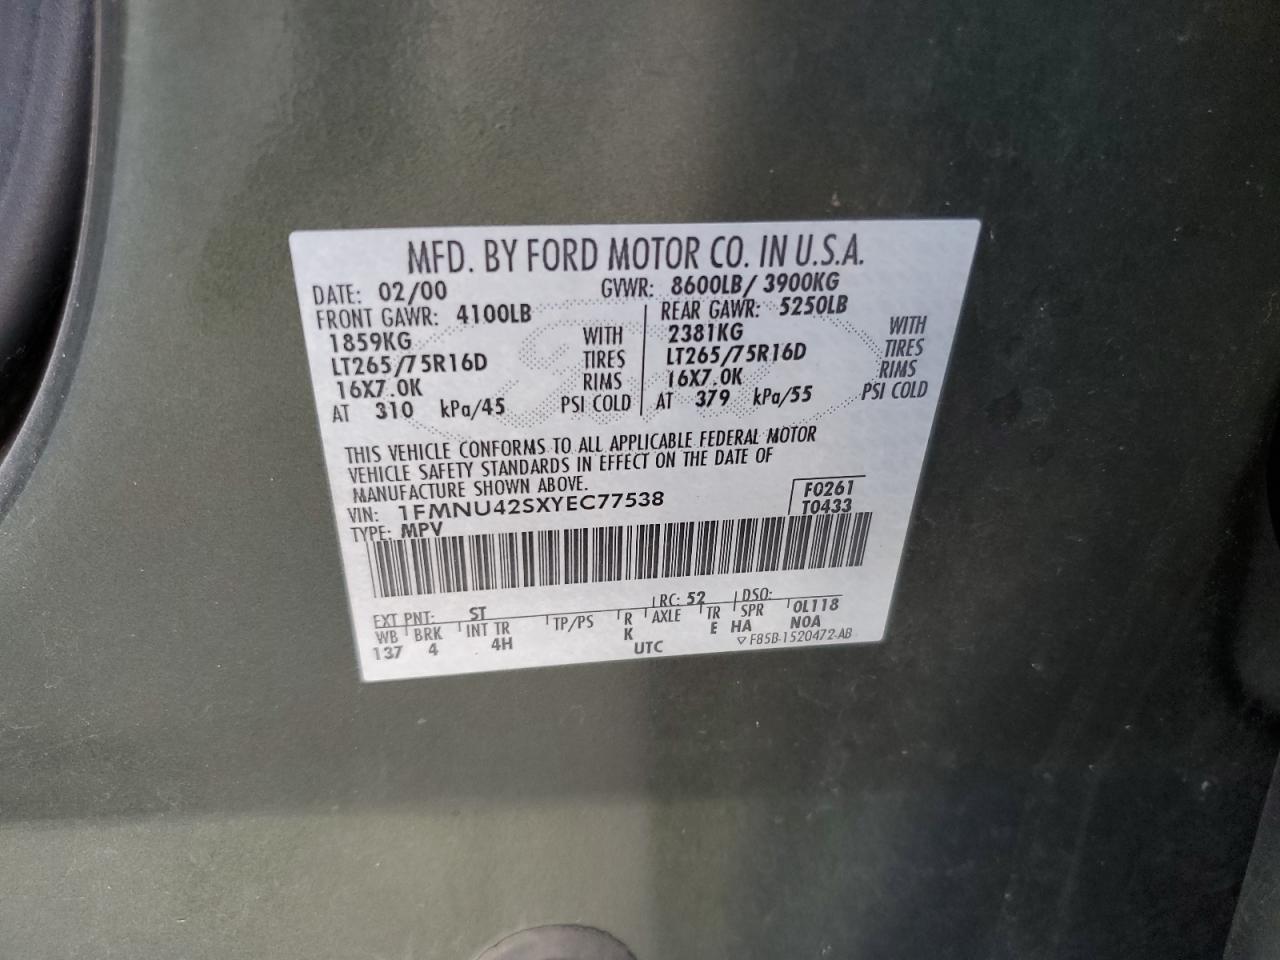 MFD. BY FORD MOTOR CO. IN U.S.A.
DATE: 02/00 GVWR: 8600LB/ 3900KG
FRONT GAWR: 4100LB REAR GAWR: 5250LB
1859KG WITH 2381KG WITH
LT265/75R16D TIRES LT265/75R16D TIRES
16X7.0K RIMS 16X7.0K RIMS
AT 310 kPa/45 PSI COLD AT 379 kPa/55 PSI COLD
THIS VEHICLE CONFORMS TO ALL APPLICABLE FEDERAL MOTOR
VEHICLE SAFETY STANDARDS IN EFFECT ON THE DATE OF
MANUFACTURE SHOWN ABOVE.
VIN: 1FMNU42SXYEC77538 F0261
TYPE: MPV T0433
EXT PNT: ST RC: 52 DSO:
WB BRK INT TR TP/PS R AXLE TR SPR 0L118
137 4 4H K E HA N0A
UTC ▽ F85B-1520472-AB